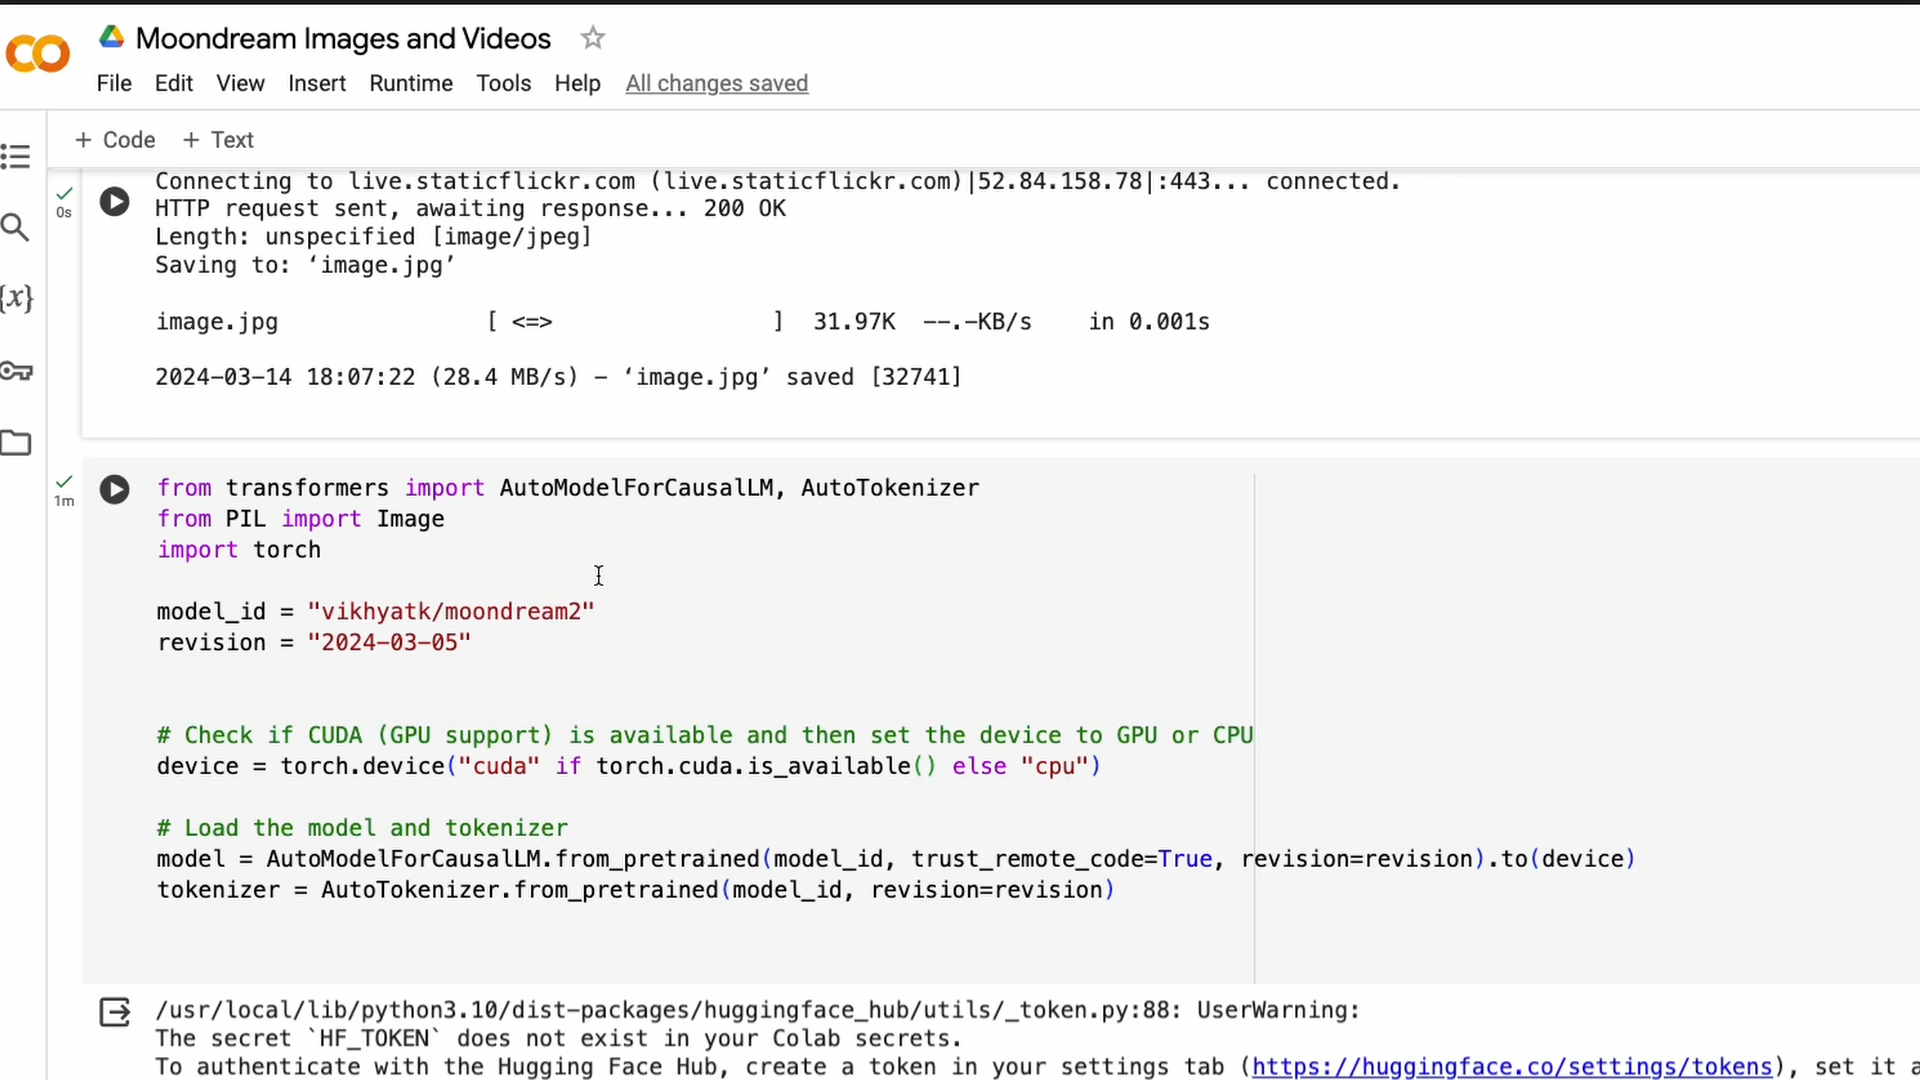 Moondream Images and Videos
File Edit View Insert Runtime Tools Help All changes saved
+ Code + Text
Connecting to live.staticflickr.com (live.staticflickr.com)|52.84.158.78|:443... connected.
0s
HTTP request sent, awaiting response... 200 OK
Length: unspecified [image/jpeg]
Saving to: ‘image.jpg’
{x}
image.jpg [ <=> ] 31.97K --.-KB/s in 0.001s
2024-03-14 18:07:22 (28.4 MB/s) - ‘image.jpg’ saved [32741]
1m
from transformers import AutoModelForCausalLM, AutoTokenizer
from PIL import Image
import torch
model_id = "vikhyatk/moondream2"
revision = "2024-03-05"
# Check if CUDA (GPU support) is available and then set the device to GPU or CPU
device = torch.device("cuda" if torch.cuda.is_available() else "cpu")
# Load the model and tokenizer
model = AutoModelForCausalLM.from_pretrained(model_id, trust_remote_code=True, revision=revision).to(device)
tokenizer = AutoTokenizer.from_pretrained(model_id, revision=revision)
/usr/local/lib/python3.10/dist-packages/huggingface_hub/utils/_token.py:88: UserWarning:
The secret `HF_TOKEN` does not exist in your Colab secrets.
To authenticate with the Hugging Face Hub, create a token in your settings tab (https://huggingface.co/settings/tokens), set it